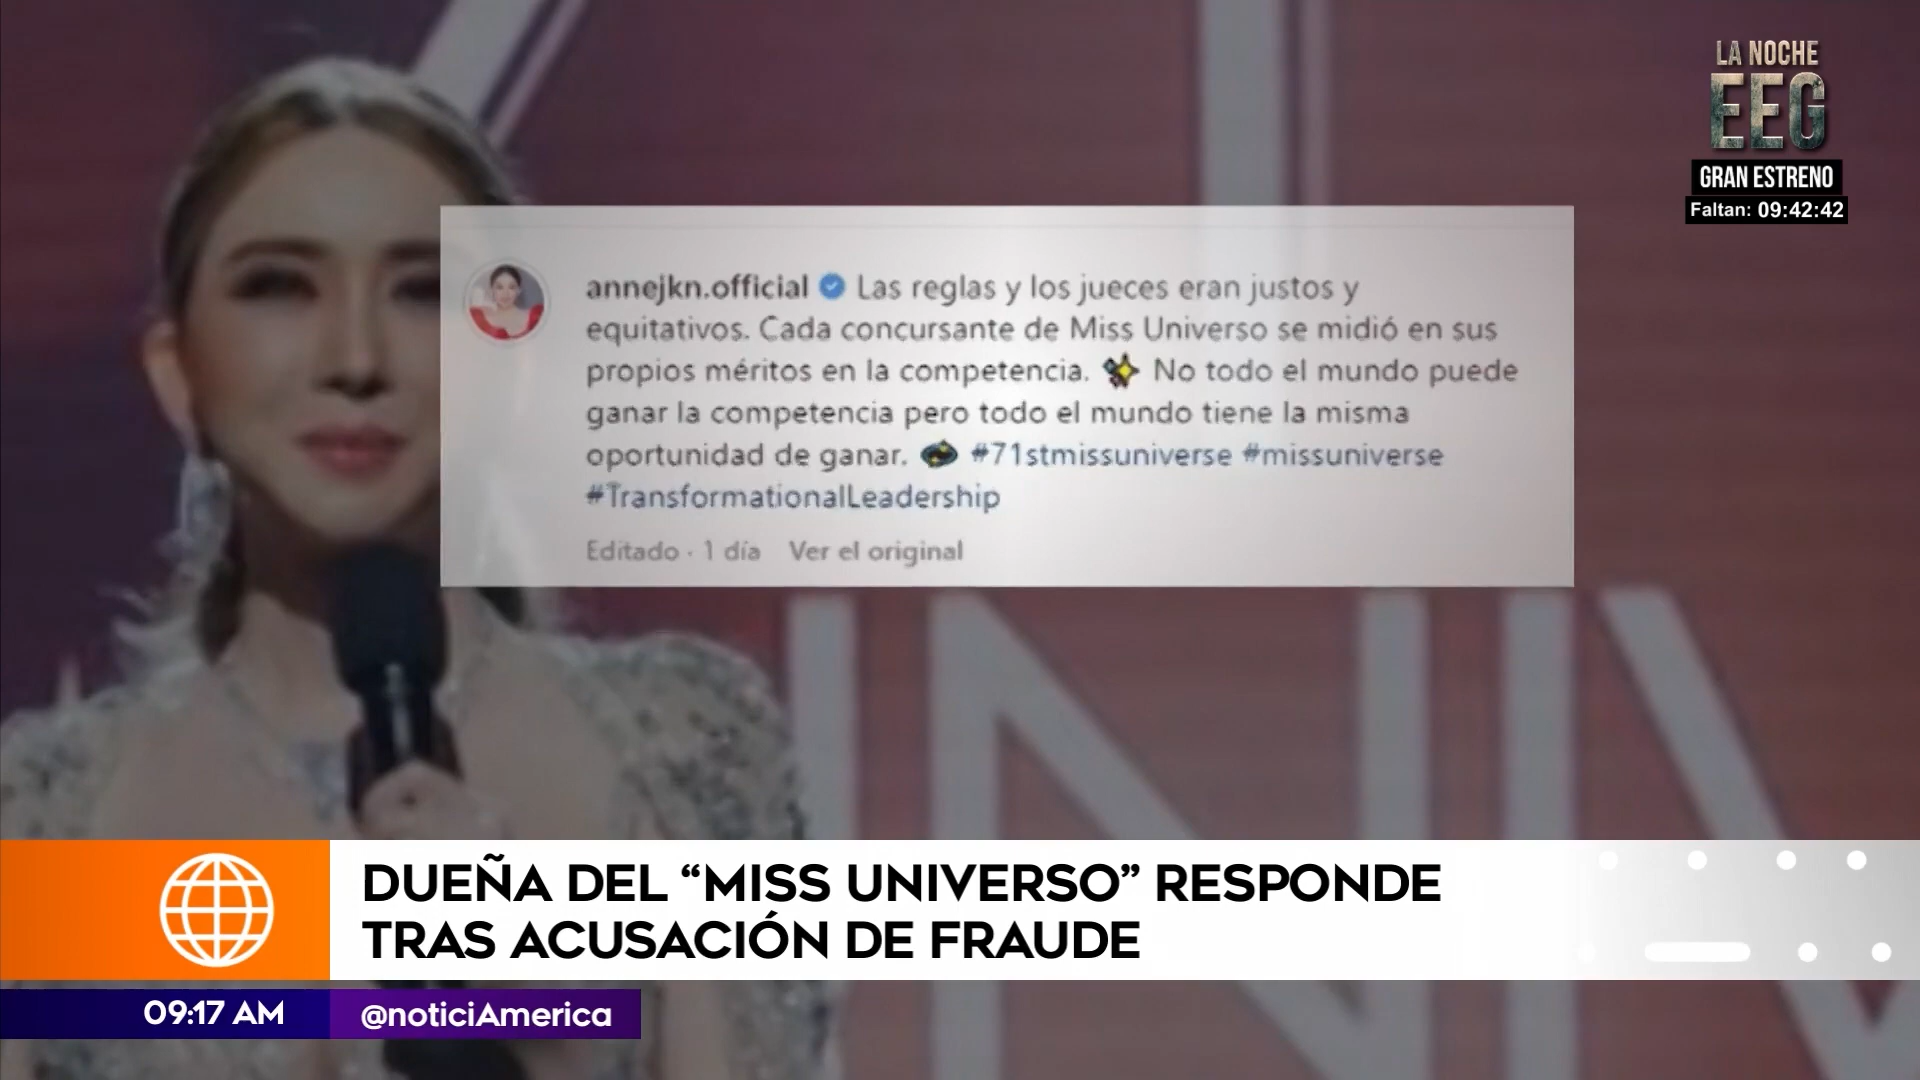 LA NOCHE
EEG
GRAN ESTRENO
Faltan: 09:42:42
annejkn.official Las reglas y los jueces eran justos y
equitativos. Cada concursante de Miss Universo se midió en sus
propios méritos en la competencia. ✨ No todo el mundo puede
ganar la competencia pero todo el mundo tiene la misma
oportunidad de ganar. #71stmissuniverse #missuniverse
#TransformationalLeadership
Editado · 1 día Ver el original
DUEÑA DEL “MISS UNIVERSO” RESPONDE
TRAS ACUSACIÓN DE FRAUDE
09:17 AM @noticiAmerica